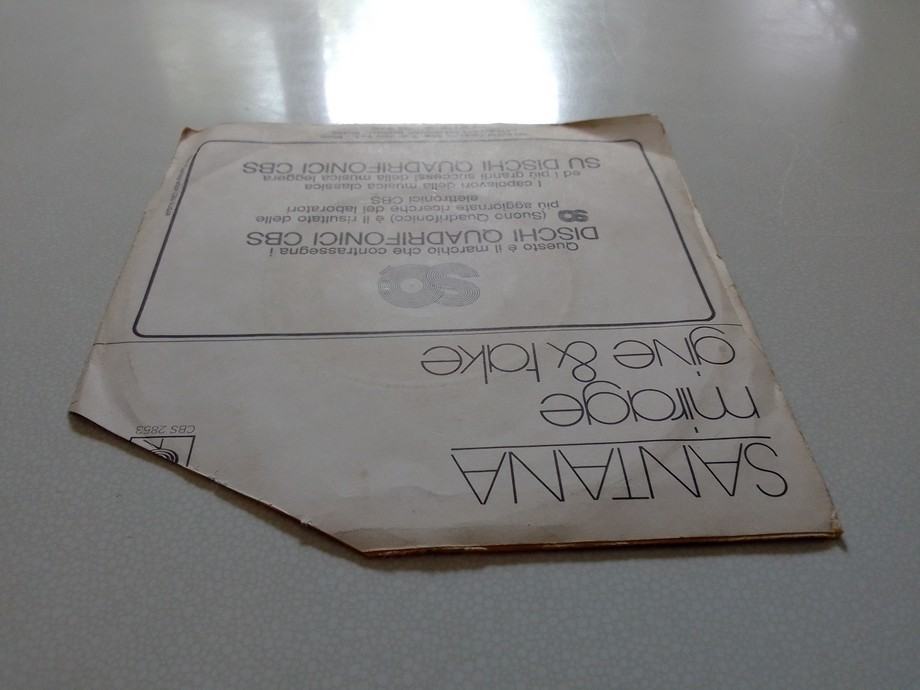 SANTANA
CBS 2853
mirage
give & take
SQ
Questo è il marchio che contrassegna i
DISCHI QUADRIFONICI CBS
SQ (Suono Quadrifonico) è il risultato delle
più aggiornate ricerche dei laboratori
elettronici CBS
I capolavori della musica classica
ed i più grandi successi della musica leggera
SU DISCHI QUADRIFONICI CBS